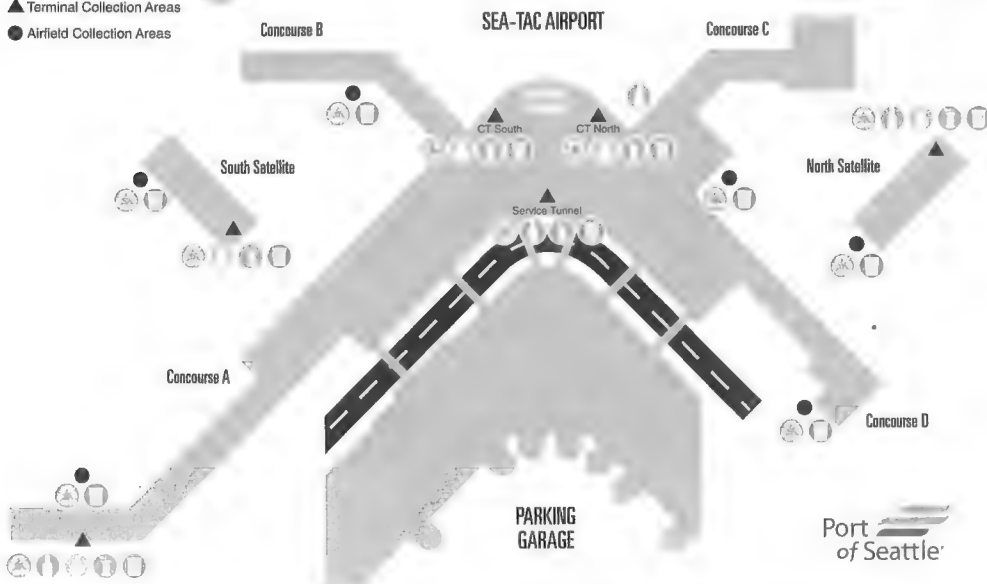 Terminal Collection Areas
Airfield Collection Areas
SEA-TAC AIRPORT
Concourse B
Concourse C
CT South
CT North
South Satellite
North Satellite
Service Tunnel
Concourse A
Concourse D
PARKING
GARAGE
Port
of Seattle